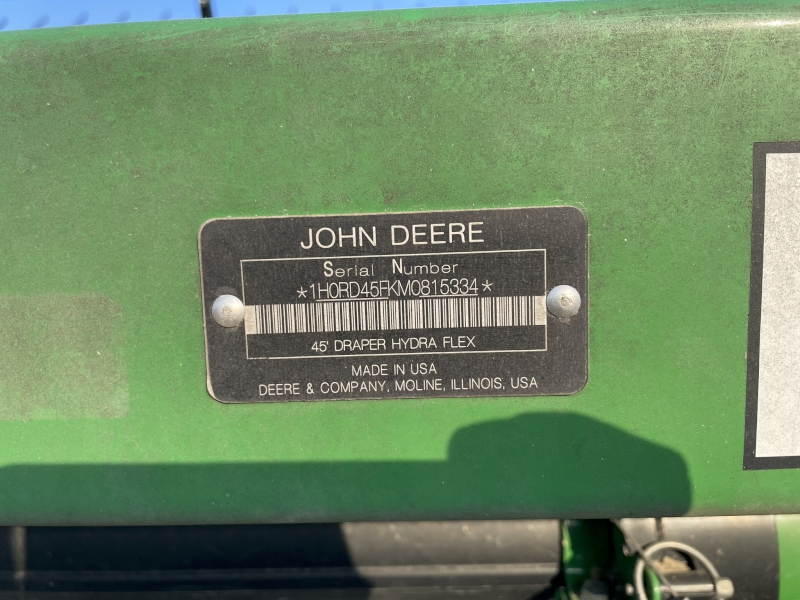 JOHN DEERE
Serial Number
*1H0RD45FKM0815334*
45' DRAPER HYDRA FLEX
MADE IN USA
DEERE & COMPANY, MOLINE, ILLINOIS, USA